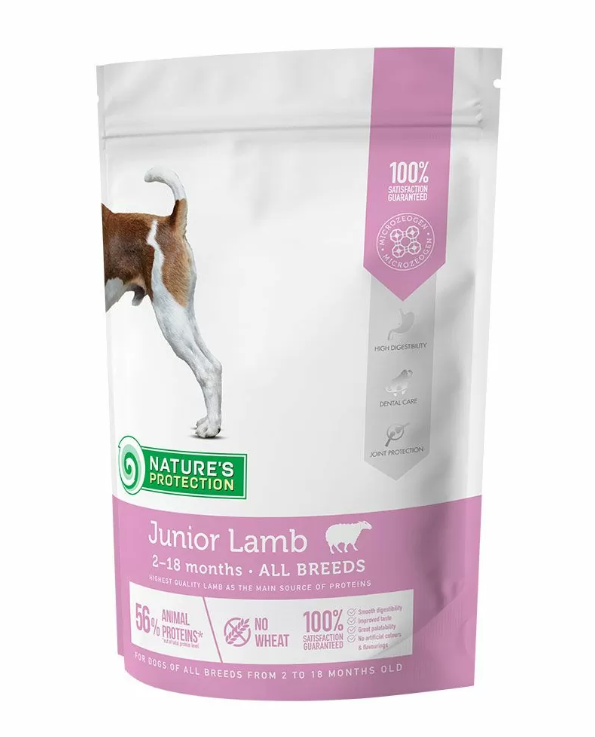 100%
SATISFACTION
GUARANTEED
MICROZEOGEN
MICROZEOGEN
HIGH DIGESTIBILITY
DENTAL CARE
JOINT PROTECTION
NATURE'S
PROTECTION
Junior Lamb
2-18 months • ALL BREEDS
HIGHEST QUALITY LAMB AS THE MAIN SOURCE OF PROTEINS
56% ANIMAL
PROTEINS*
NO
WHEAT
100%
SATISFACTION
GUARANTEED
Smooth digestibility
Improved taste
Great palatability
No artificial colours
& flavourings
FOR DOGS OF ALL BREEDS FROM 2 TO 18 MONTHS OLD